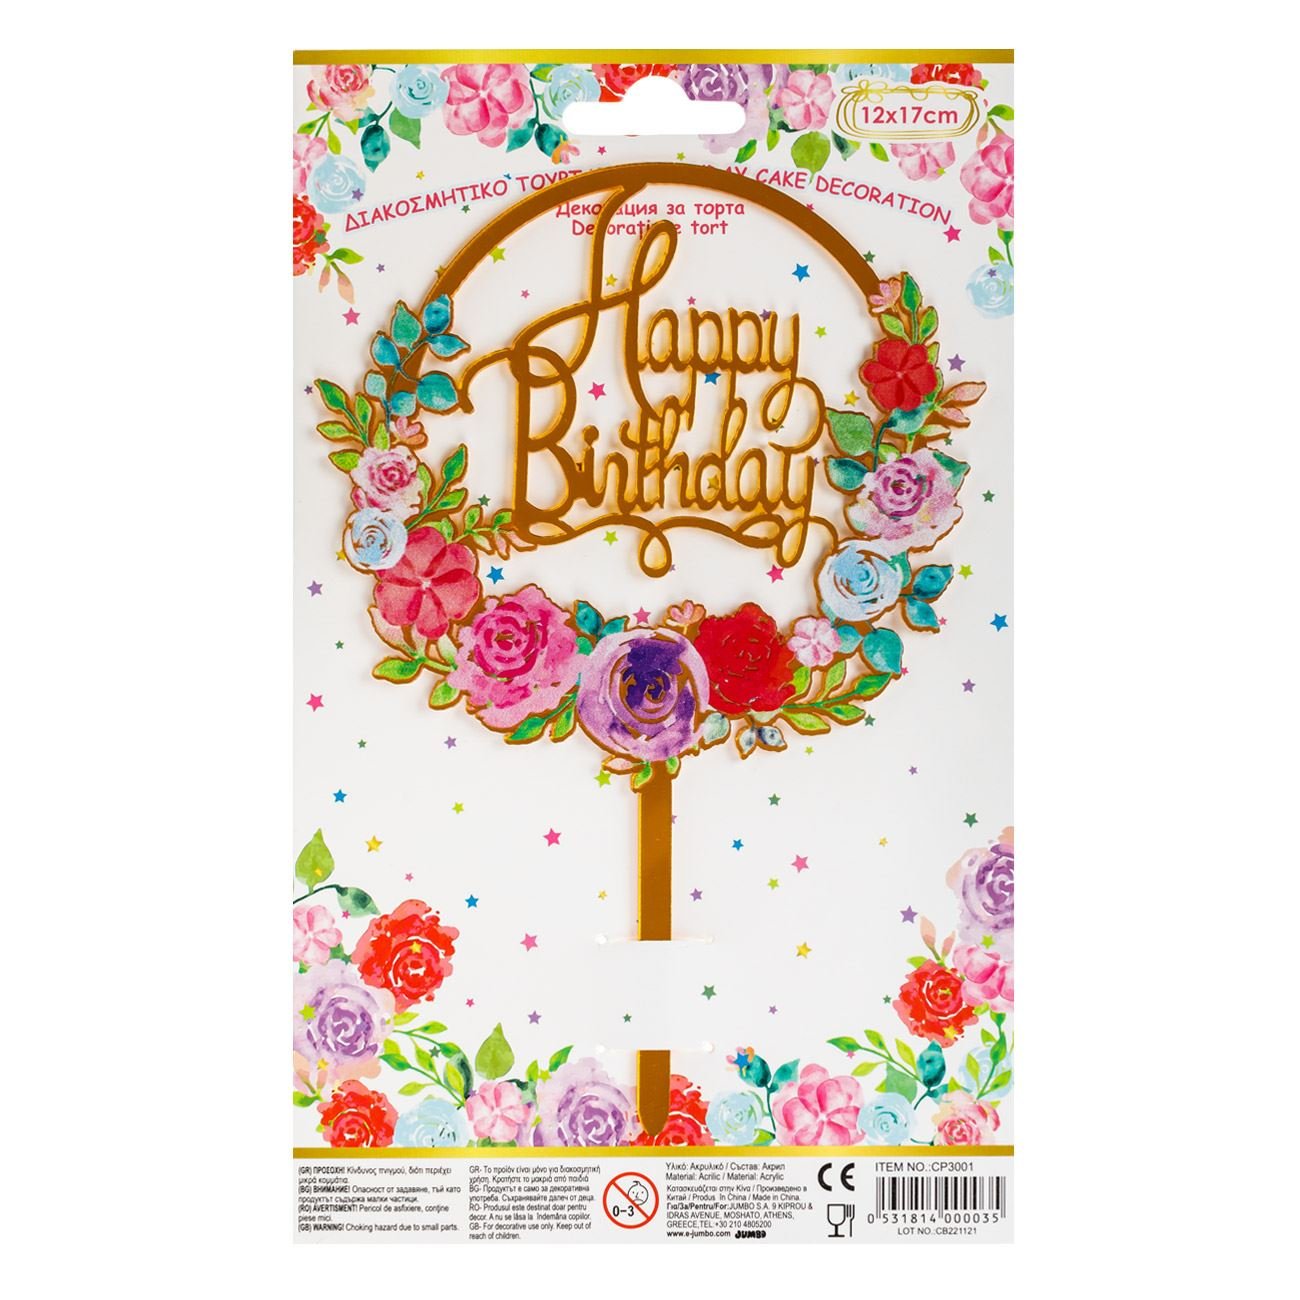 12x17cm
ΔΙΑΚΟΣΜΗΤΙΚΟ CAKE DECORATION
за торта
tort
Happy
Birthday
(GR) ΠΡΟΣΟΧΗ! Κίνδυνος πνιγμού, διότι περιέχει
μικρά κομμάτια.
(BG) ВНИМАНИЕ! Опасност от задавяне, тъй като
продуктът съдържа малки частици.
(RO) AVERTISMENT! Pericol de asfixiere, conţine
piese mici.
(GB) WARNING! Choking hazard due to small parts.
GR- Το προϊόν είναι μόνο για διακοσμητική
χρήση. Κρατήστε το μακριά από παιδιά
BG- Продуктът е само за декоративна
употреба. Съхранявайте далеч от деца.
RO- Produsul este destinat doar pentru
decor. A nu se lăsa la îndemâna copiilor.
GB- For decorative use only. Keep out of
reach of children.
0-3
Υλικό: Ακρυλικό / Състав: Акрил
Material: Acrilic / Material: Acrylic
Κατασκευάζεται στην Κίνα / Произведено в
Китай / Produs în China / Made in China.
Για/За/Pentru/For:JUMBO S.A. 9 KIPROU &
IDRAS AVENUE, MOSHATO, ATHENS,
GREECE,TEL:+30 210 4805200
www.e-jumbo.com JUMBO
CE
ITEM NO.:CP3001
0 531814 000035
LOT NO.:CB221121